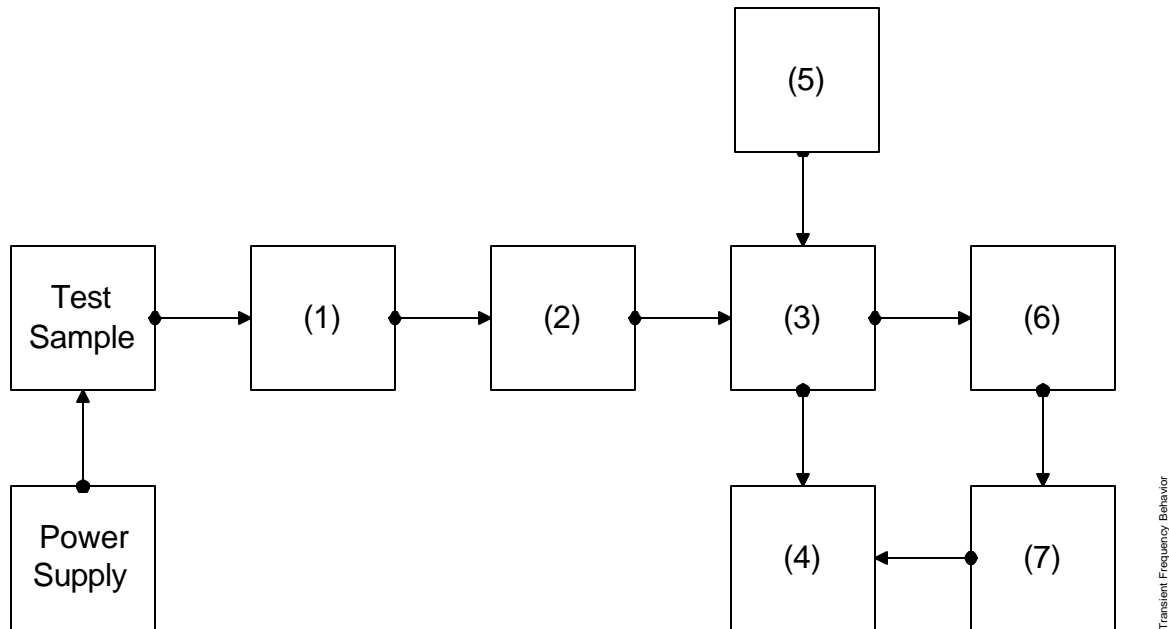 (5)
Test
Sample
(1)
(2)
(3)
(6)
Power
Supply
(4)
(7)
Transient Frequency Behavior